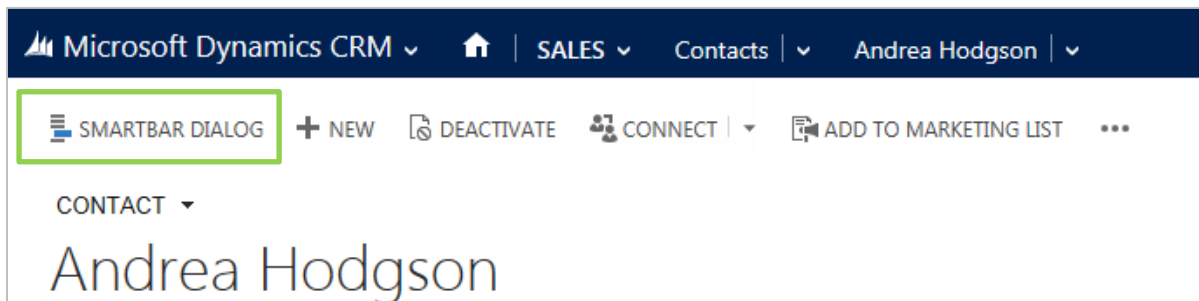 Microsoft Dynamics CRM SALES Contacts Andrea Hodgson
SMARTBAR DIALOG NEW DEACTIVATE CONNECT ADD TO MARKETING LIST •••
CONTACT
Andrea Hodgson